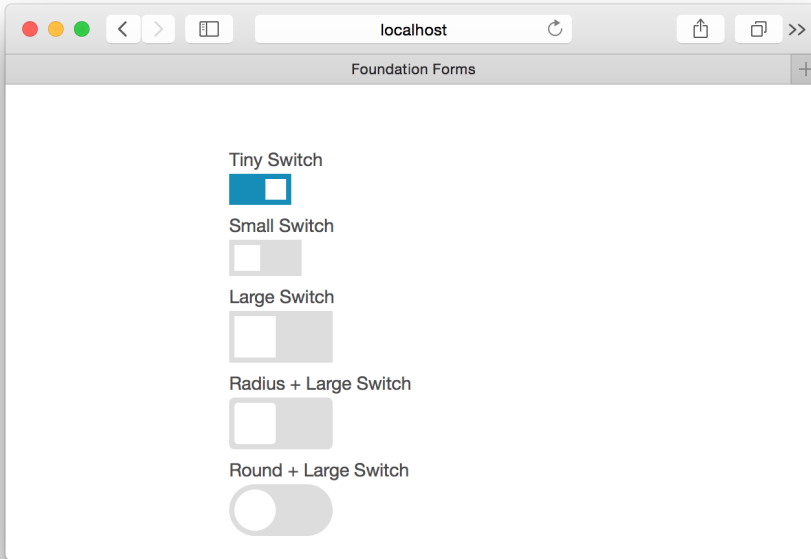 localhost
Foundation Forms
Tiny Switch
Small Switch
Large Switch
Radius + Large Switch
Round + Large Switch